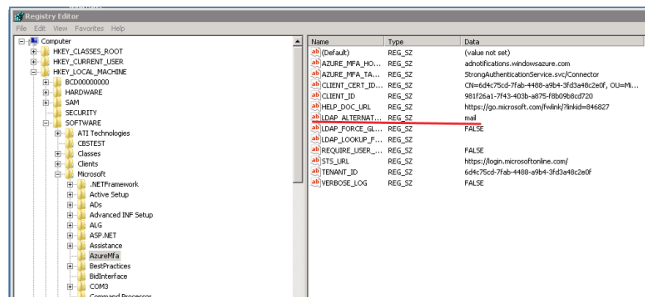 Registry Editor
File Edit View Favorites Help
Computer
HKEY_CLASSES_ROOT
HKEY_CURRENT_USER
HKEY_LOCAL_MACHINE
BCD00000000
HARDWARE
SAM
SECURITY
SOFTWARE
ATI Technologies
CBSTEST
Classes
Clients
Microsoft
.NETFramework
Active Setup
ADs
Advanced INF Setup
ALG
ASP.NET
Assistance
AzureMfa
BestPractices
BidInterface
COM3
Command Processor
Name Type Data
(Default) REG_SZ (value not set)
AZURE_MFA_HO... REG_SZ adnotifications.windowsazure.com
AZURE_MFA_TA... REG_SZ StrongAuthenticationService.svc/Connector
CLIENT_CERT_ID... REG_SZ CN=6d4c75cd-7fab-4488-a9b4-3fd3a48c2e0f, OU=Mi...
CLIENT_ID REG_SZ 981f26a1-7f43-403b-a875-f8b09b8cd720
HELP_DOC_URL REG_SZ https://go.microsoft.com/fwlink/?linkid=846827
LDAP_ALTERNAT... REG_SZ mail
LDAP_FORCE_GL... REG_SZ FALSE
LDAP_LOOKUP_F... REG_SZ
REQUIRE_USER_... REG_SZ FALSE
STS_URL REG_SZ https://login.microsoftonline.com/
TENANT_ID REG_SZ 6d4c75cd-7fab-4488-a9b4-3fd3a48c2e0f
VERBOSE_LOG REG_SZ FALSE